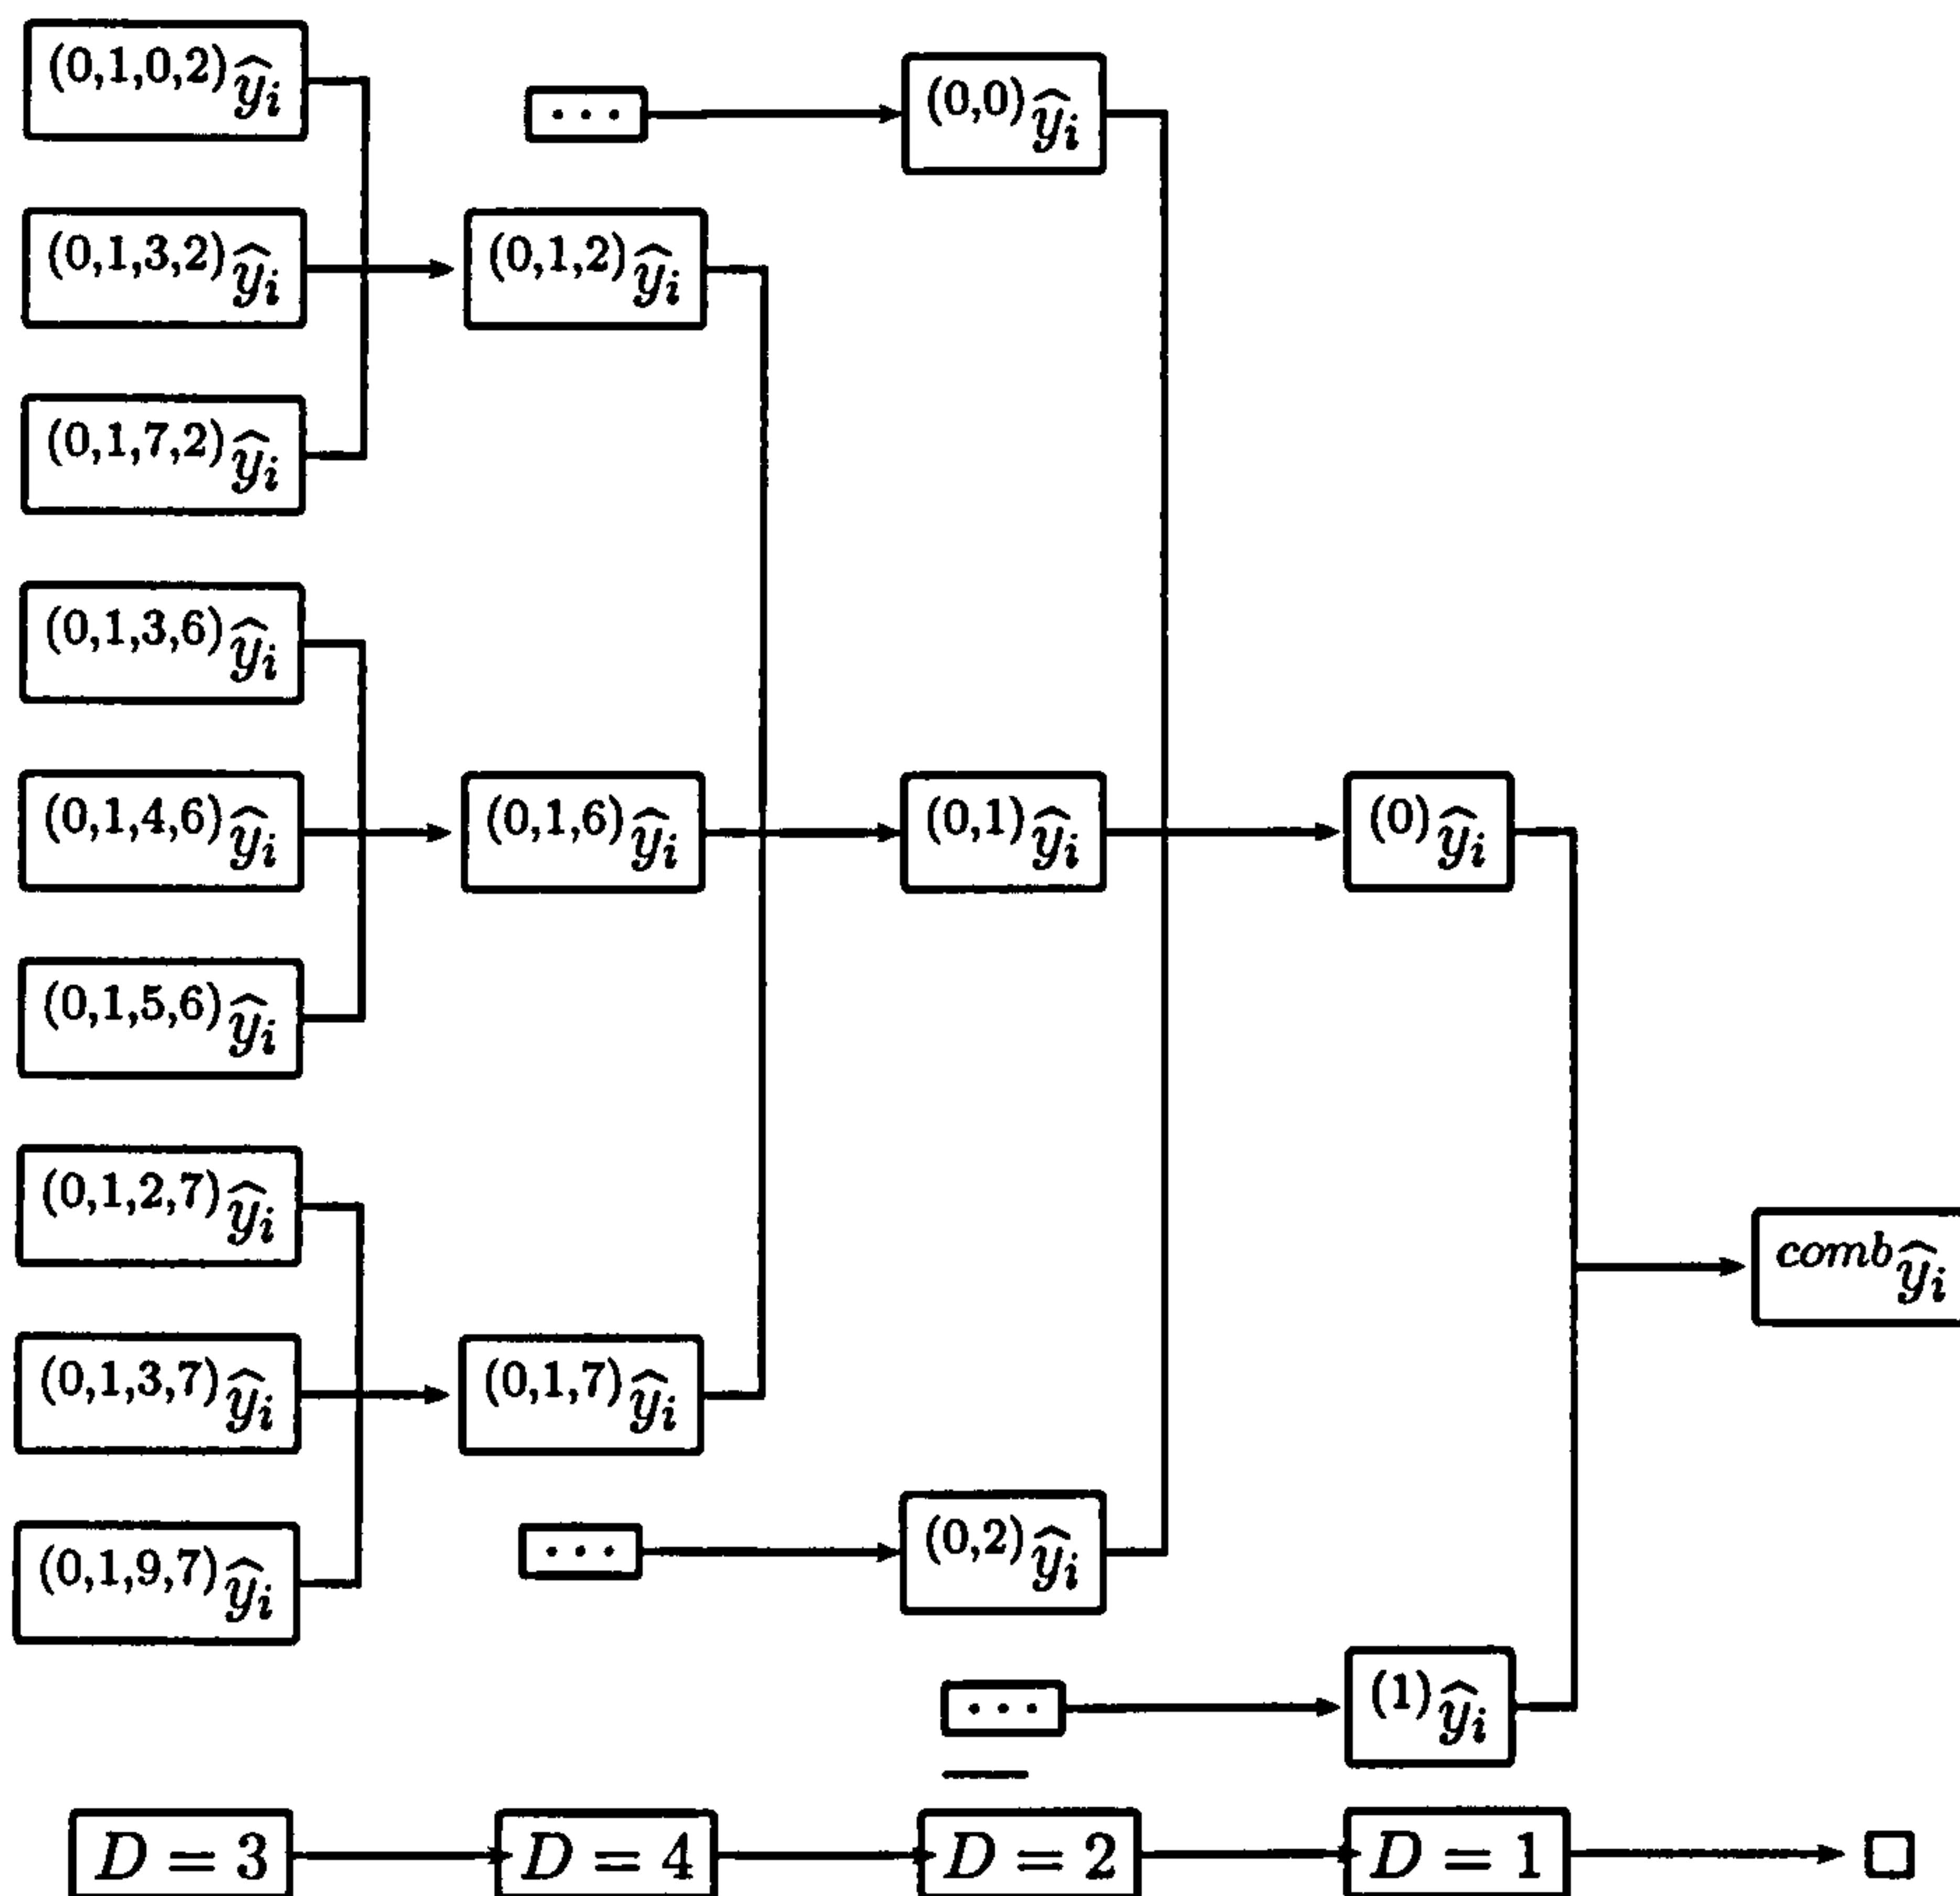 (0,1,0,2)ŷi
··· (0,0)ŷi
(0,1,3,2)ŷi (0,1,2)ŷi
(0,1,7,2)ŷi
(0,1,3,6)ŷi
(0,1,4,6)ŷi (0,1,6)ŷi (0,1)ŷi (0)ŷi
(0,1,5,6)ŷi
(0,1,2,7)ŷi
combŷi
(0,1,3,7)ŷi (0,1,7)ŷi
(0,1,9,7)ŷi ··· (0,2)ŷi
··· (1)ŷi
D = 3 D = 4 D = 2 D = 1